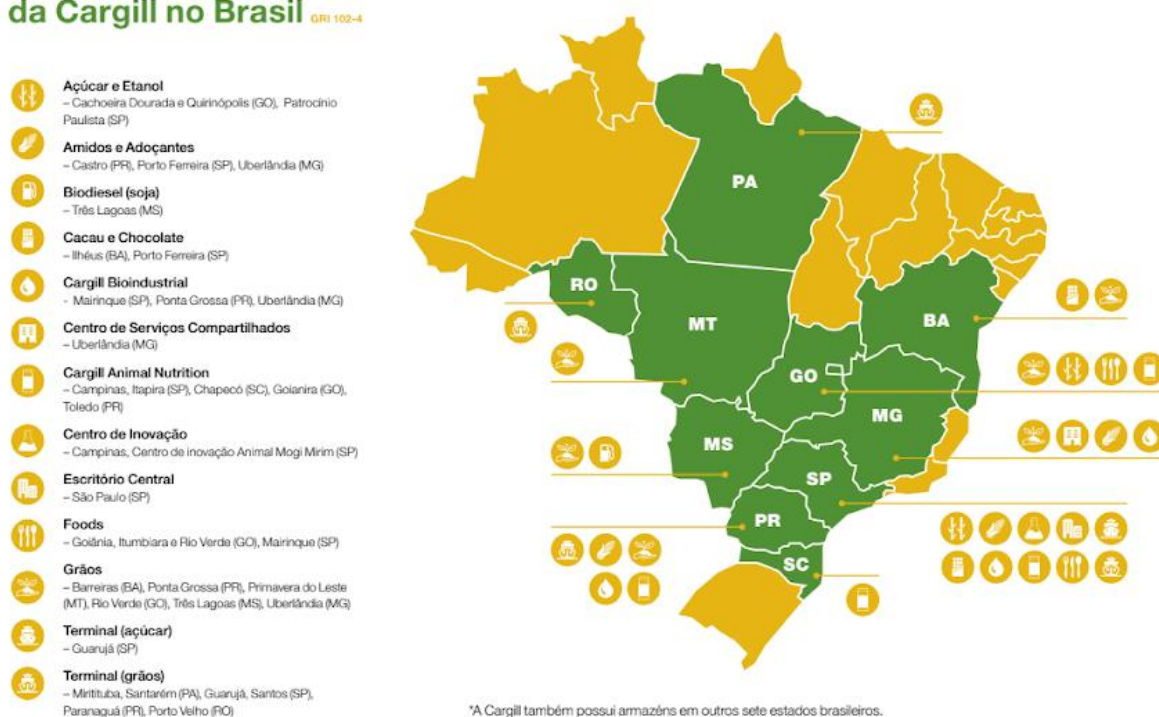 da Cargill no Brasil GRI 102-4
Açúcar e Etanol
– Cachoeira Dourada e Quirinópolis (GO), Patrocínio
Paulista (SP)
Amidos e Adoçantes
– Castro (PR), Porto Ferreira (SP), Uberlândia (MG)
Biodiesel (soja)
– Três Lagoas (MS)
Cacau e Chocolate
– Ilhéus (BA), Porto Ferreira (SP)
Cargill Bioindustrial
- Mairinque (SP), Ponta Grossa (PR), Uberlândia (MG)
Centro de Serviços Compartilhados
– Uberlândia (MG)
Cargill Animal Nutrition
– Campinas, Itapira (SP), Chapecó (SC), Goianira (GO),
Toledo (PR)
Centro de Inovação
– Campinas, Centro de inovação Animal Mogi Mirim (SP)
Escritório Central
– São Paulo (SP)
Foods
– Goiânia, Itumbiara e Rio Verde (GO), Mairinque (SP)
Grãos
– Barreiras (BA), Ponta Grossa (PR), Primavera do Leste
(MT), Rio Verde (GO), Três Lagoas (MS), Uberlândia (MG)
Terminal (açúcar)
– Guarujá (SP)
Terminal (grãos)
– Miritituba, Santarém (PA), Guarujá, Santos (SP),
Paranaguá (PR), Porto Velho (RO)
PA
RO
MT
BA
GO
MG
MS
SP
PR
SC
*A Cargill também possui armazéns em outros sete estados brasileiros.